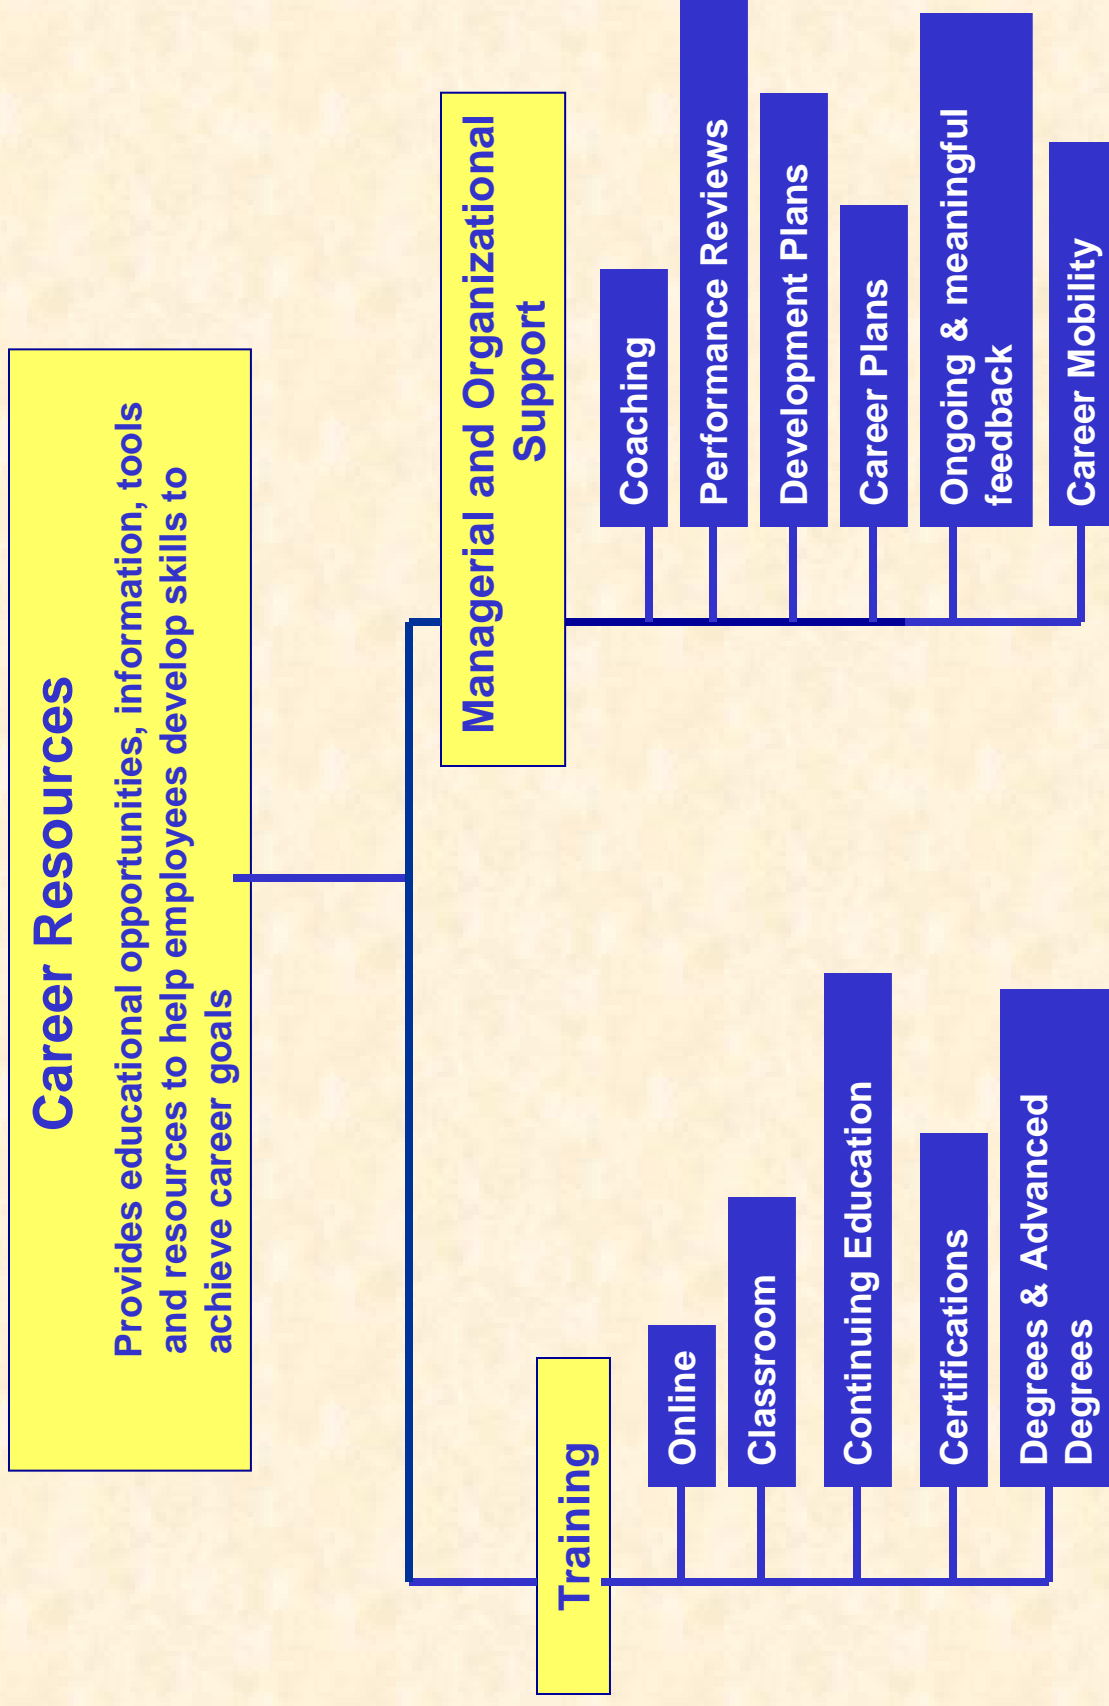 Career Resources
Provides educational opportunities, information, tools
and resources to help employees develop skills to
achieve career goals
Training
Online
Classroom
Continuing Education
Certifications
Degrees & Advanced
Degrees
Managerial and Organizational
Support
Coaching
Performance Reviews
Development Plans
Career Plans
Ongoing & meaningful
feedback
Career Mobility